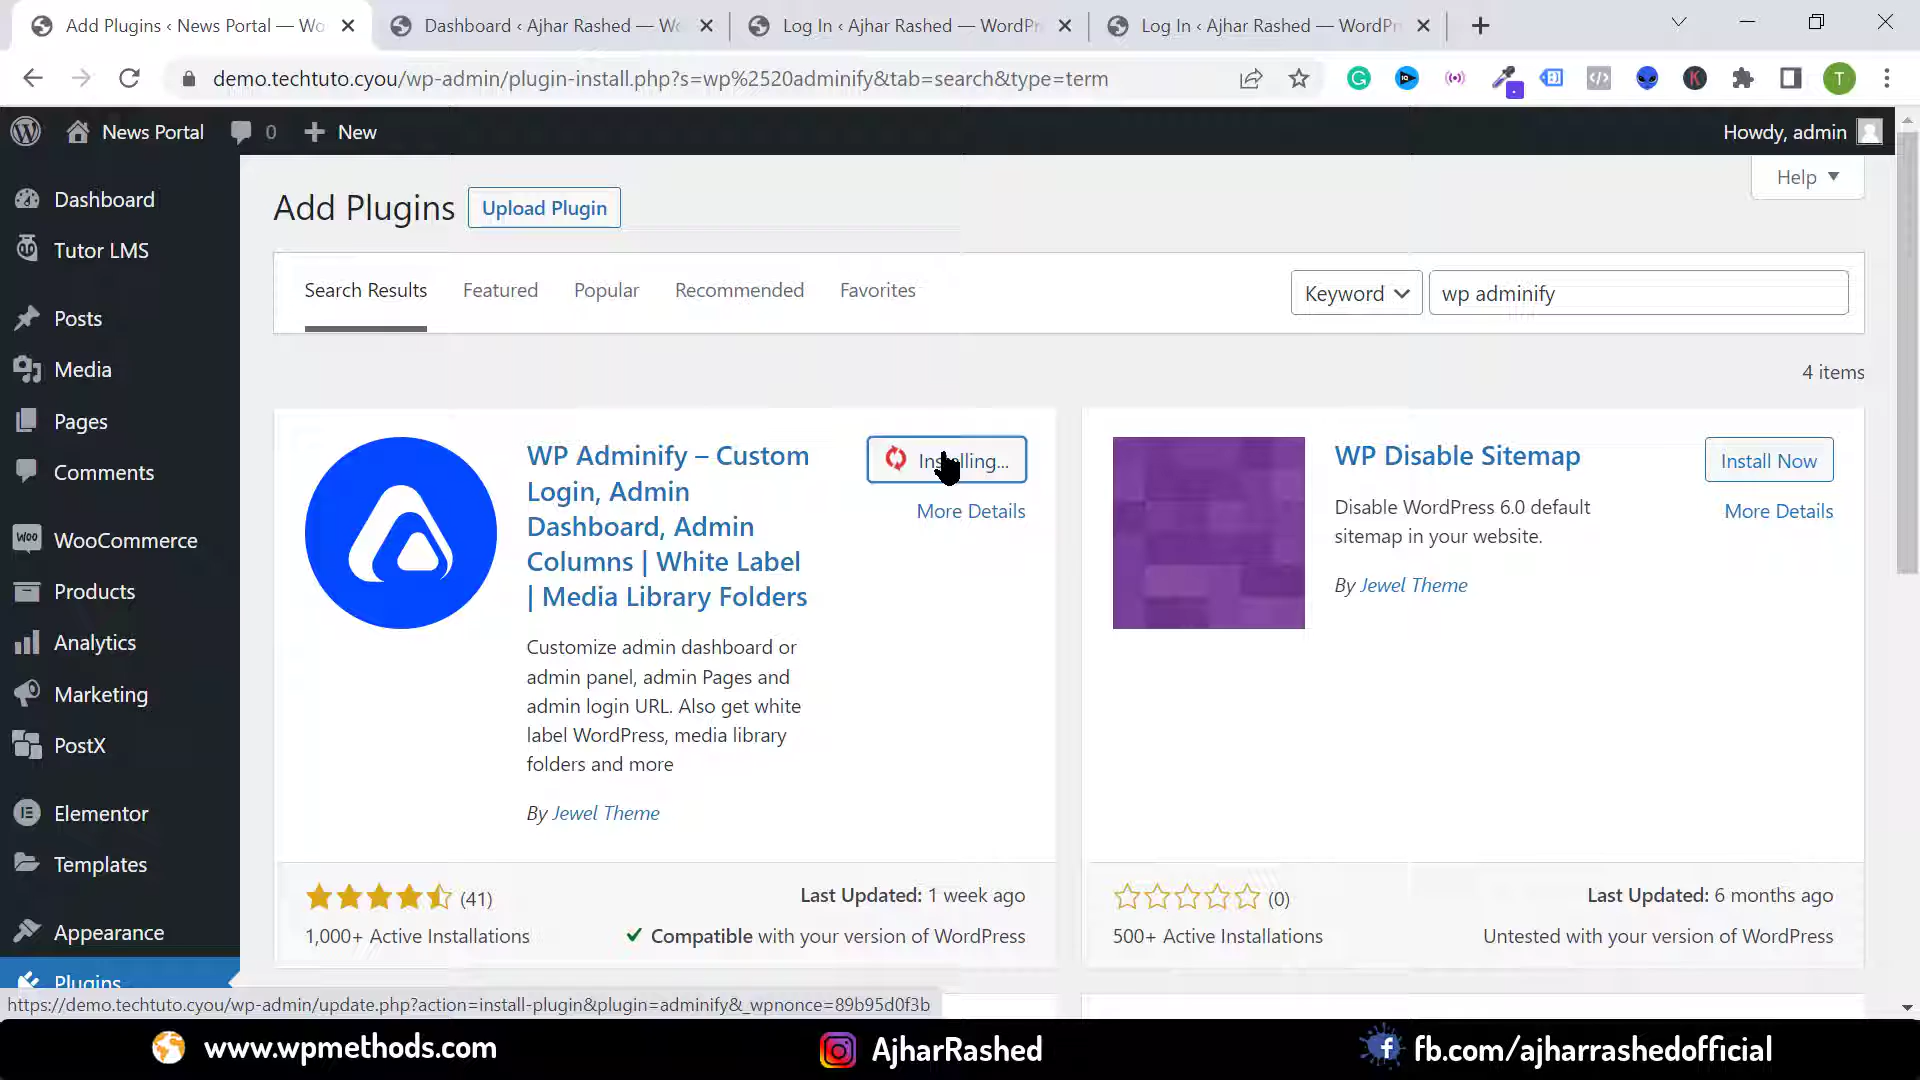 Add Plugins ‹ News Portal — Wo
Dashboard ‹ Ajhar Rashed — Wo
Log In ‹ Ajhar Rashed — WordPr
Log In ‹ Ajhar Rashed — WordPr
demo.techtuto.cyou/wp-admin/plugin-install.php?s=wp%2520adminify&tab=search&type=term
T
News Portal
0
New
Howdy, admin
Dashboard
Tutor LMS
Posts
Media
Pages
Comments
WooCommerce
Products
Analytics
Marketing
PostX
Elementor
Templates
Appearance
Plugins
Help
Add Plugins
Upload Plugin
Search Results
Featured
Popular
Recommended
Favorites
Keyword
wp adminify
4 items
WP Adminify – Custom
Login, Admin
Dashboard, Admin
Columns | White Label
| Media Library Folders
Installing...
More Details
Customize admin dashboard or
admin panel, admin Pages and
admin login URL. Also get white
label WordPress, media library
folders and more
By Jewel Theme
(41)
Last Updated: 1 week ago
1,000+ Active Installations
Compatible with your version of WordPress
WP Disable Sitemap
Install Now
More Details
Disable WordPress 6.0 default
sitemap in your website.
By Jewel Theme
(0)
Last Updated: 6 months ago
500+ Active Installations
Untested with your version of WordPress
https://demo.techtuto.cyou/wp-admin/update.php?action=install-plugin&plugin=adminify&_wpnonce=89b95d0f3b
www.wpmethods.com
AjharRashed
fb.com/ajharrashedofficial